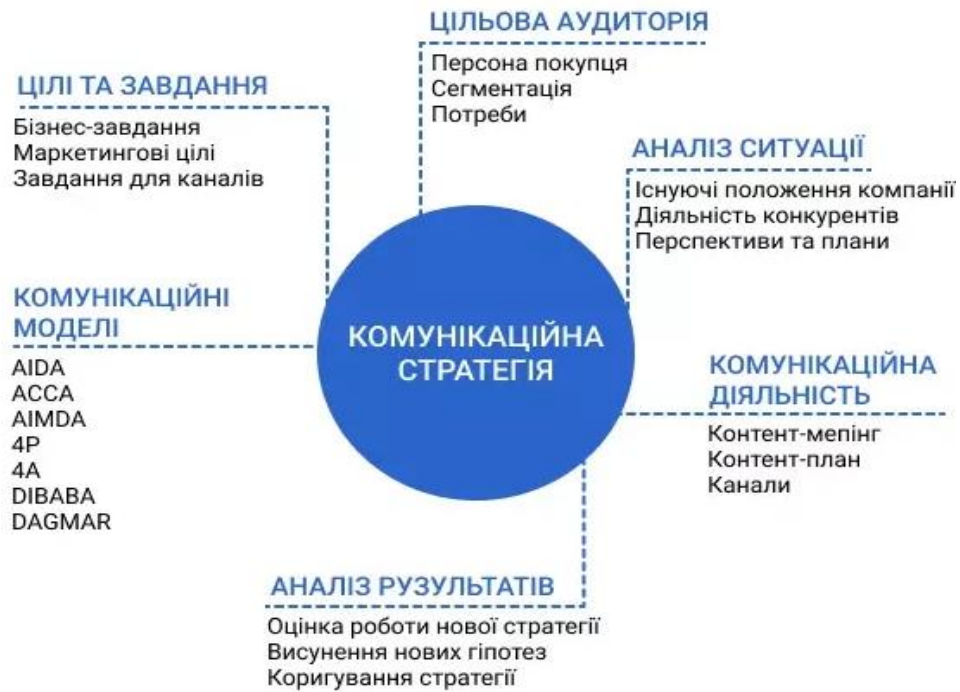 ЦІЛЬОВА АУДИТОРІЯ
Персона покупця
Сегментація
Потреби
ЦІЛІ ТА ЗАВДАННЯ
Бізнес-завдання
Маркетингові цілі
Завдання для каналів
АНАЛІЗ СИТУАЦІЇ
Існуючі положення компанії
Діяльність конкурентів
Перспективи та плани
КОМУНІКАЦІЙНІ
МОДЕЛІ
AIDA
ACCA
AIMDA
4P
4A
DIBABA
DAGMAR
КОМУНІКАЦІЙНА
СТРАТЕГІЯ
КОМУНІКАЦІЙНА
ДІЯЛЬНІСТЬ
Контент-мепінг
Контент-план
Канали
АНАЛІЗ РУЗУЛЬТАТІВ
Оцінка роботи нової стратегії
Висунення нових гіпотез
Коригування стратегії